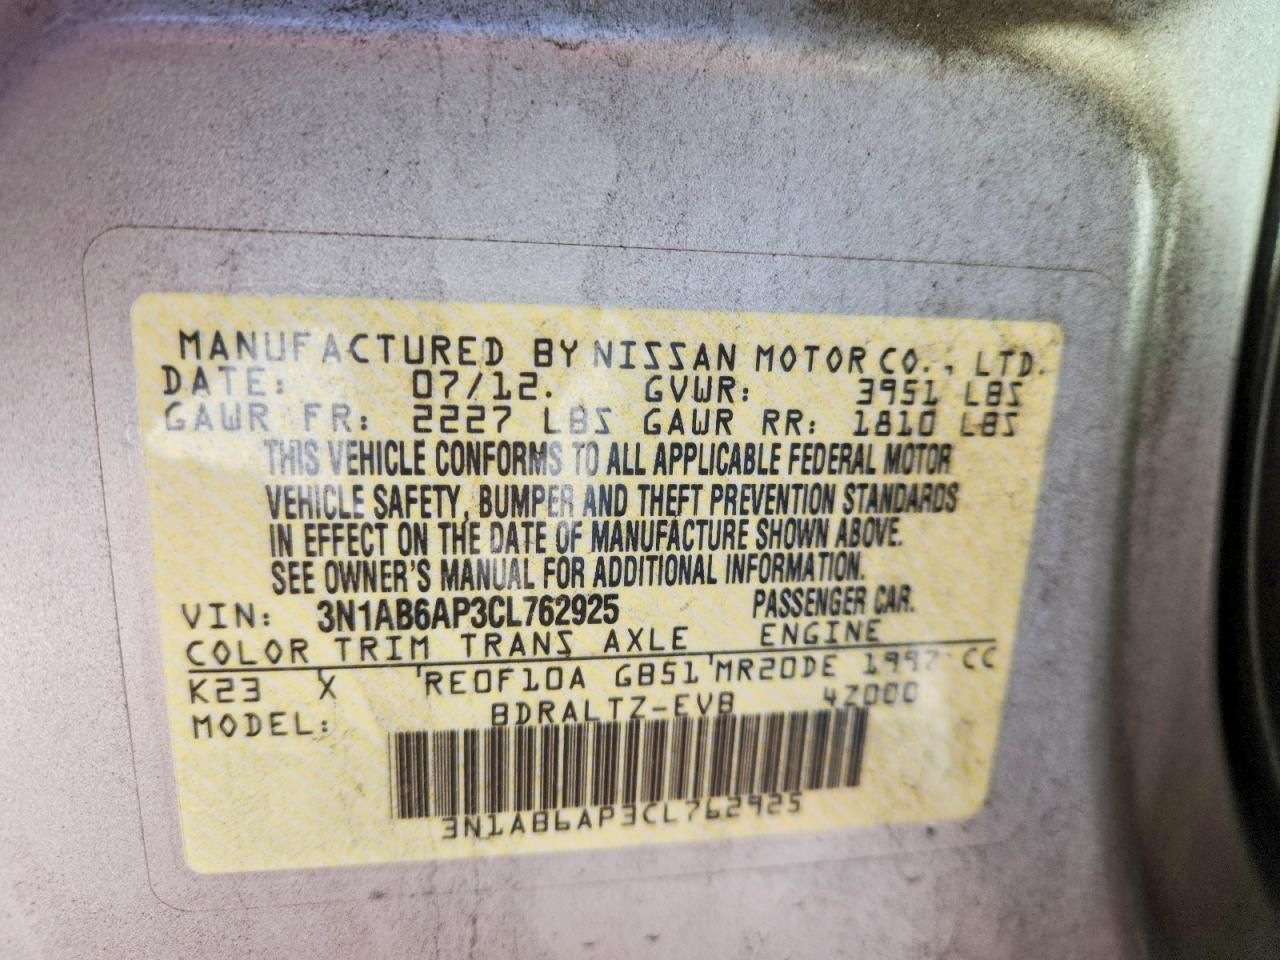 MANUFACTURED BY NISSAN MOTOR CO., LTD.
DATE: 07/12. GVWR: 3951 LBS
GAWR FR: 2227 LBS GAWR RR: 1810 LBS
THIS VEHICLE CONFORMS TO ALL APPLICABLE FEDERAL MOTOR
VEHICLE SAFETY, BUMPER AND THEFT PREVENTION STANDARDS
IN EFFECT ON THE DATE OF MANUFACTURE SHOWN ABOVE.
SEE OWNER'S MANUAL FOR ADDITIONAL INFORMATION.
VIN: 3N1AB6AP3CL762925 PASSENGER CAR.
COLOR TRIM TRANS AXLE ENGINE
K23 X 'RE0F10A GB51 'MR20DE 1997 CC
MODEL: BDRALTZ-EVB 4Z000
3N1AB6AP3CL762925